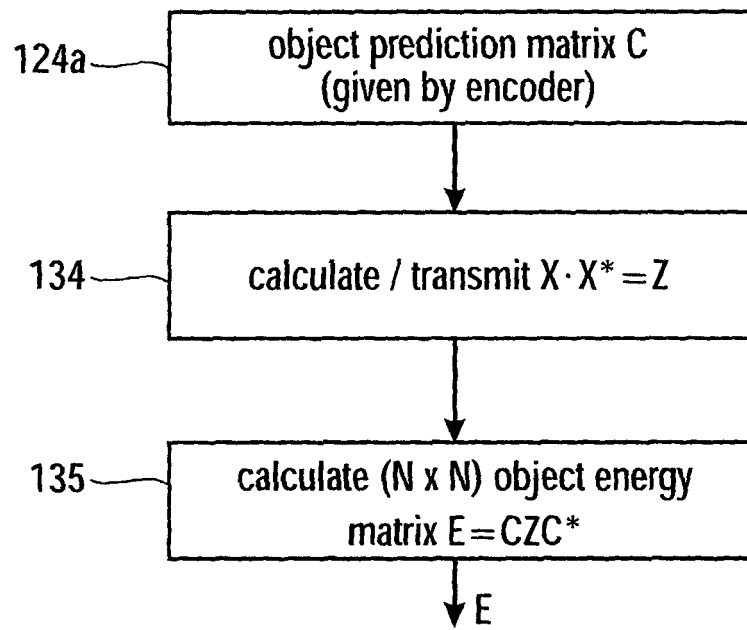 124a
object prediction matrix C
(given by encoder)
134
calculate / transmit X·X*=Z
135
calculate (N x N) object energy
matrix E=CZC*
E